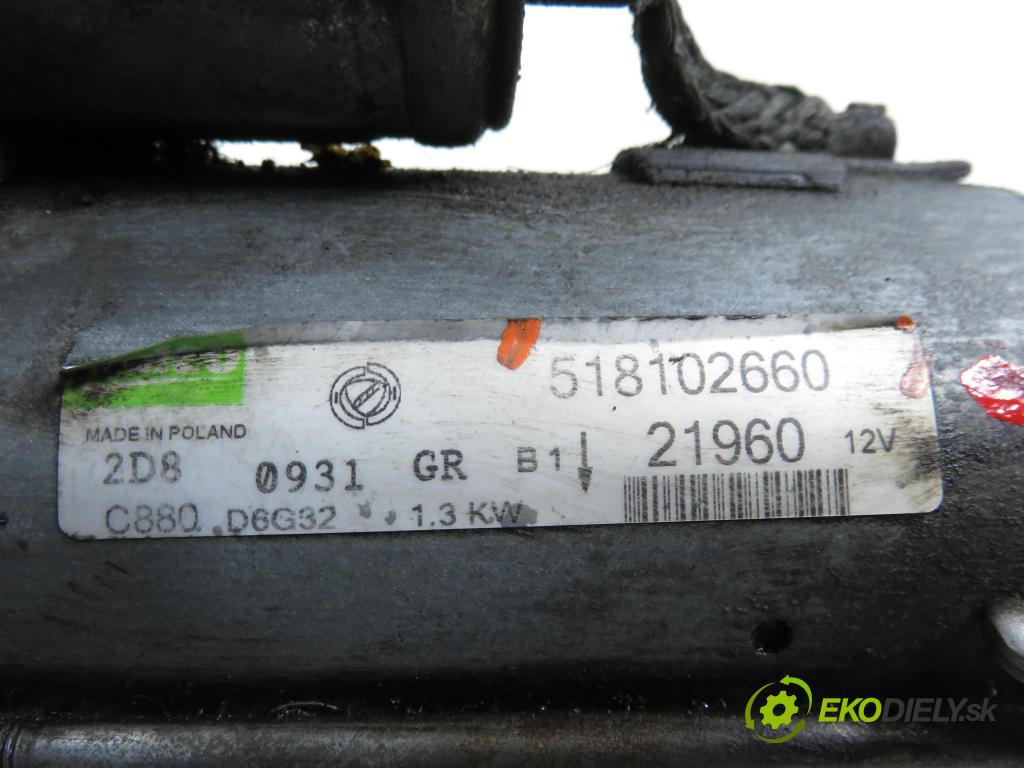 518102660
MADE IN POLAND
2D8 0931 GR B1 21960 12V
C880 D6G32 1.3 KW
EKODIELY.sk